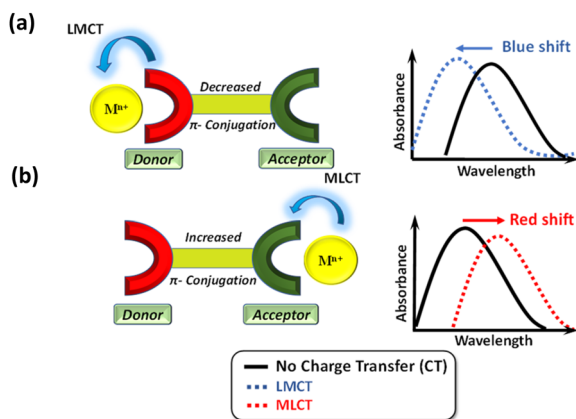 (a)
LMCT
Mⁿ⁺
Decreased
π- Conjugation
Donor
Acceptor
Blue shift
Absorbance
Wavelength
(b)
MLCT
Increased
π- Conjugation
Mⁿ⁺
Donor
Acceptor
Red shift
Absorbance
Wavelength
No Charge Transfer (CT)
LMCT
MLCT